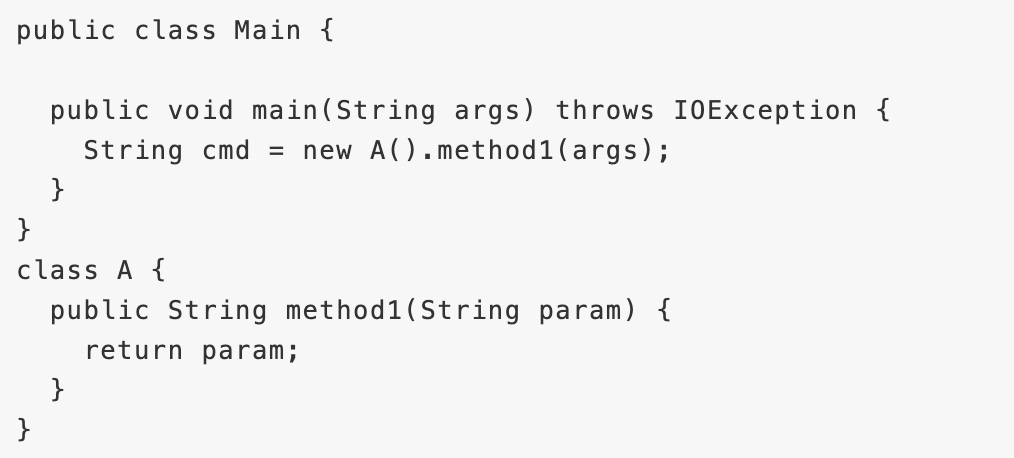 public class Main {
  public void main(String args) throws IOException {
    String cmd = new A().method1(args);
  }
}
class A {
  public String method1(String param) {
    return param;
  }
}